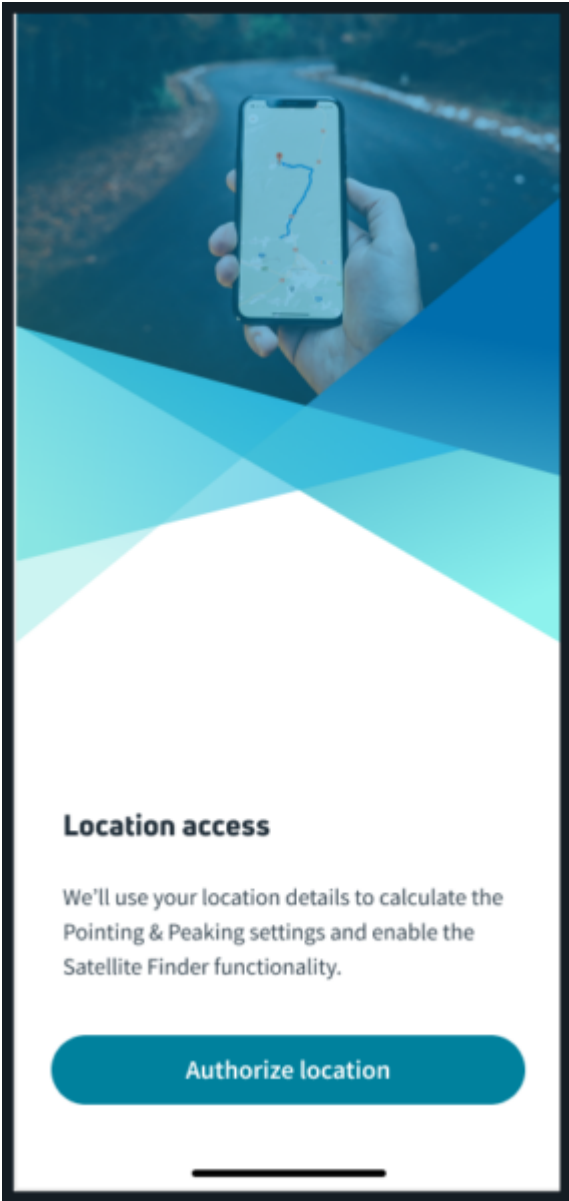 Location access
We'll use your location details to calculate the
Pointing & Peaking settings and enable the
Satellite Finder functionality.
Authorize location